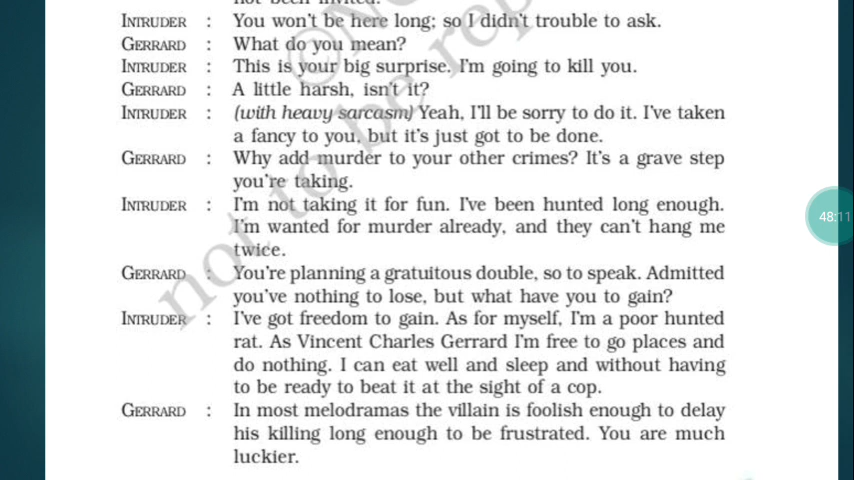 not been invited.
INTRUDER : You won't be here long; so I didn't trouble to ask.
GERRARD : What do you mean?
INTRUDER : This is your big surprise. I'm going to kill you.
GERRARD : A little harsh, isn't it?
INTRUDER : (with heavy sarcasm) Yeah, I'll be sorry to do it. I've taken
a fancy to you, but it's just got to be done.
GERRARD : Why add murder to your other crimes? It's a grave step
you're taking.
INTRUDER : I'm not taking it for fun. I've been hunted long enough.
I'm wanted for murder already, and they can't hang me
twice.
GERRARD : You're planning a gratuitous double, so to speak. Admitted
you've nothing to lose, but what have you to gain?
INTRUDER : I've got freedom to gain. As for myself, I'm a poor hunted
rat. As Vincent Charles Gerrard I'm free to go places and
do nothing. I can eat well and sleep and without having
to be ready to beat it at the sight of a cop.
GERRARD : In most melodramas the villain is foolish enough to delay
his killing long enough to be frustrated. You are much
luckier.
48:11
not to be rep